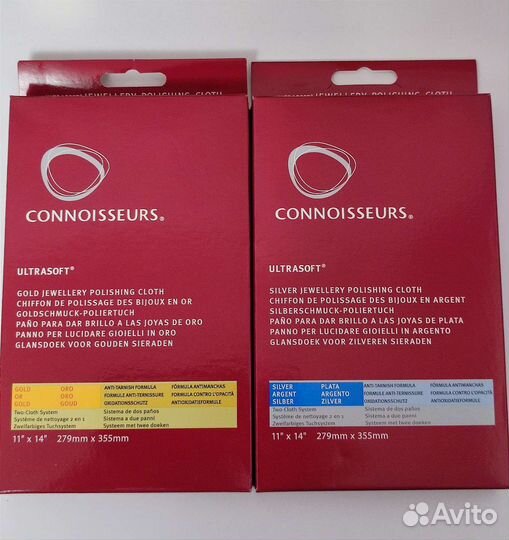 JEWELLERY POLISHING CLOTH
CONNOISSEURS®
ULTRASOFT®
GOLD JEWELLERY POLISHING CLOTH
CHIFFON DE POLISSAGE DES BIJOUX EN OR
GOLDSCHMUCK-POLIERTUCH
PAÑO PARA DAR BRILLO A LAS JOYAS DE ORO
PANNO PER LUCIDARE GIOIELLI IN ORO
GLANSDOEK VOOR GOUDEN SIERADEN
GOLD ORO ANTI-TARNISH FORMULA FÓRMULA ANTIMANCHAS
OR ORO FORMULE ANTI-TERNISSURE FORMULA CONTRO L'OPACITÀ
GOLD GOUD OXIDATIONSSCHUTZ ANTIOXIDATIEFORMULE
Two-Cloth System Sistema de dos paños
Système de nettoyage 2 en 1 Sistema a due panni
Zweifarbiges Tuchsystem Systeem met twee doeken
11" x 14" 279mm x 355mm
JEWELLERY POLISHING CLOTH
CONNOISSEURS®
ULTRASOFT®
SILVER JEWELLERY POLISHING CLOTH
CHIFFON DE POLISSAGE DES BIJOUX EN ARGENT
SILBERSCHMUCK-POLIERTUCH
PAÑO PARA DAR BRILLO A LAS JOYAS DE PLATA
PANNO PER LUCIDARE GIOIELLI IN ARGENTO
GLANSDOEK VOOR ZILVEREN SIERADEN
SILVER PLATA ANTI-TARNISH FORMULA FÓRMULA ANTIMANCHAS
ARGENT ARGENTO FORMULE ANTI-TERNISSURE FORMULA CONTRO L'OPACITÀ
SILBER ZILVER OXIDATIONSSCHUTZ ANTIOXIDATIEFORMULE
Two-Cloth System Sistema de dos paños
Système de nettoyage 2 en 1 Sistema a due panni
Zweifarbiges Tuchsystem Systeem met twee doeken
11" x 14" 279mm x 355mm
Avito